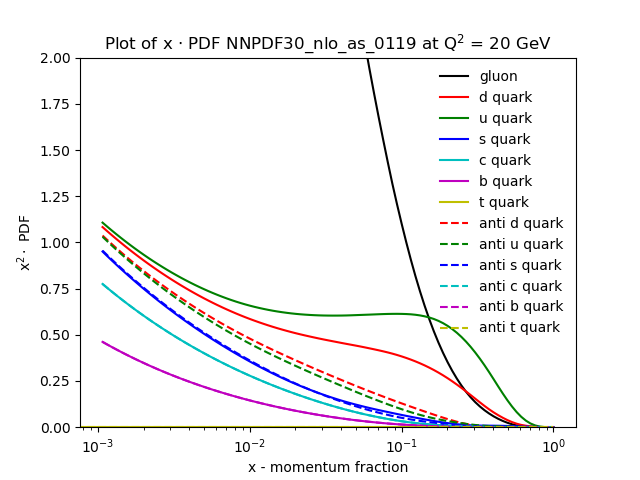 Plot of x · PDF NNPDF30_nlo_as_0119 at Q² = 20 GeV
2.00
1.75
1.50
1.25
1.00
0.75
0.50
0.25
0.00
x² · PDF
gluon
d quark
u quark
s quark
c quark
b quark
t quark
anti d quark
anti u quark
anti s quark
anti c quark
anti b quark
anti t quark
10⁻³ 10⁻² 10⁻¹ 10⁰
x - momentum fraction